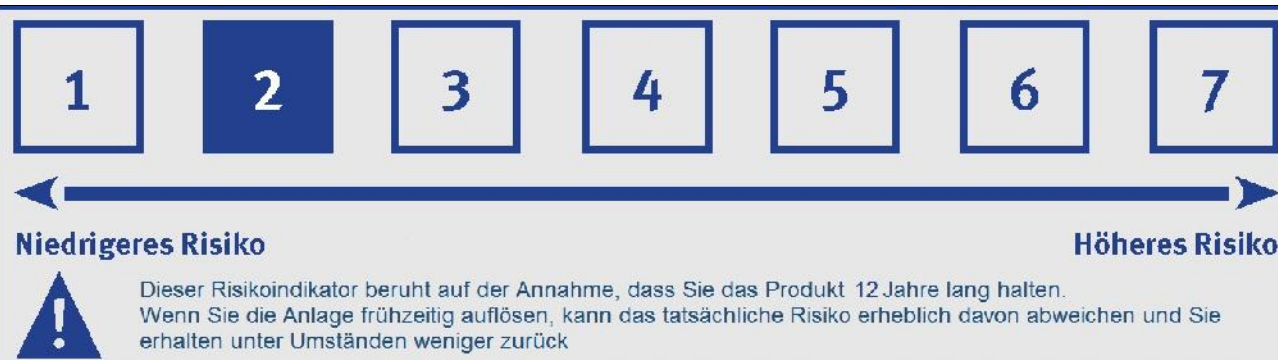 1 2 3 4 5 6 7
Niedrigeres Risiko Höheres Risiko
!
Dieser Risikoindikator beruht auf der Annahme, dass Sie das Produkt 12 Jahre lang halten.
Wenn Sie die Anlage frühzeitig auflösen, kann das tatsächliche Risiko erheblich davon abweichen und Sie
erhalten unter Umständen weniger zurück